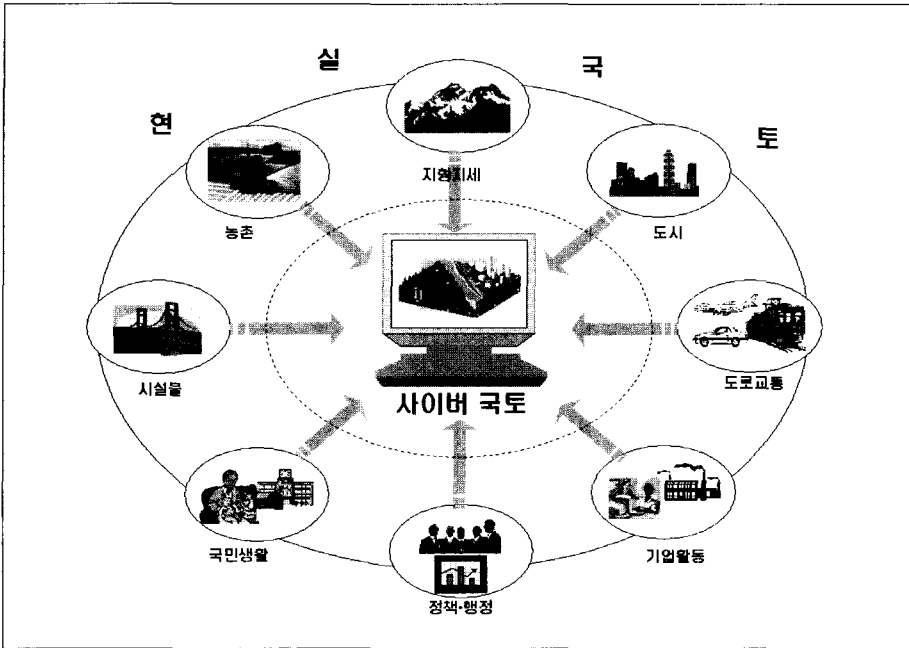 현 실 국 토
지형지세
농촌
도시
시설물
도로교통
사이버 국토
국민생활
기업활동
정책·행정